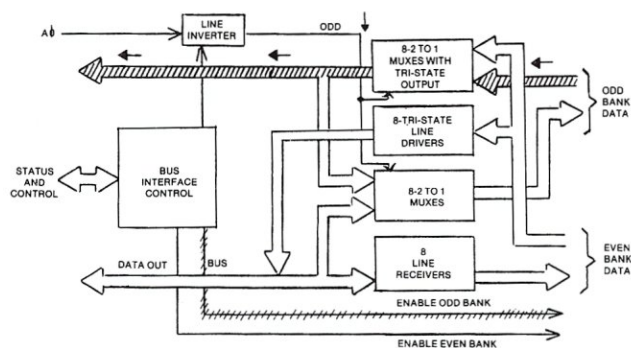 Aϕ
LINE
INVERTER
ODD
8-2 TO 1
MUXES WITH
TRI-STATE
OUTPUT
ODD
BANK
DATA
8-TRI-STATE
LINE
DRIVERS
STATUS
AND
CONTROL
BUS
INTERFACE
CONTROL
8-2 TO 1
MUXES
8
LINE
RECEIVERS
EVEN
BANK
DATA
DATA OUT
BUS
ENABLE ODD BANK
ENABLE EVEN BANK